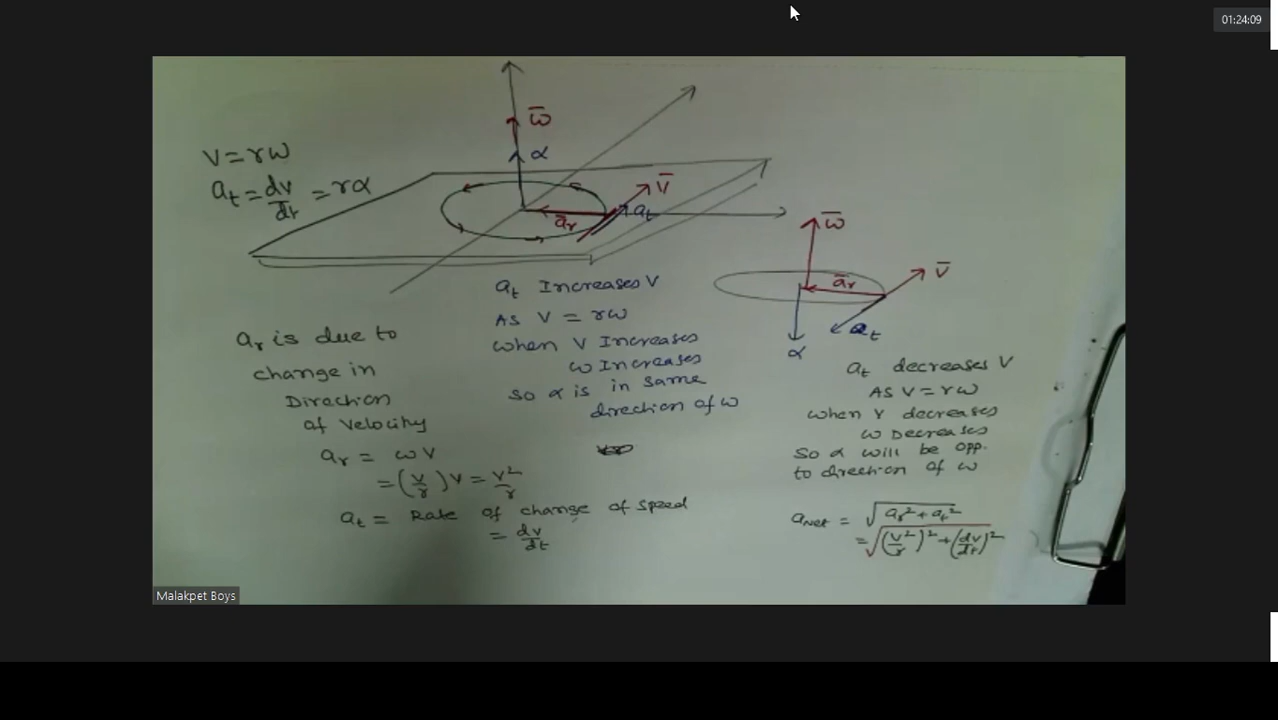 01:24:09
V = rω
at = dv/dt = rα
ω̄
α
V̄
at
ār
at Increases V
As V = rω
when V Increases
ω Increases
so α is in same
direction of ω
ar is due to
change in
Direction
of velocity
ar = ωV
= (V/r)V = V²/r
at = Rate of change of speed
= dv/dt
ω̄
V̄
ār
at
α
at decreases V
As V = rω
when V decreases
ω Decreases
So α will be opp.
to direction of ω
aNet = √ar² + at²
= √(V²/r)² + (dv/dt)²
Malakpet Boys